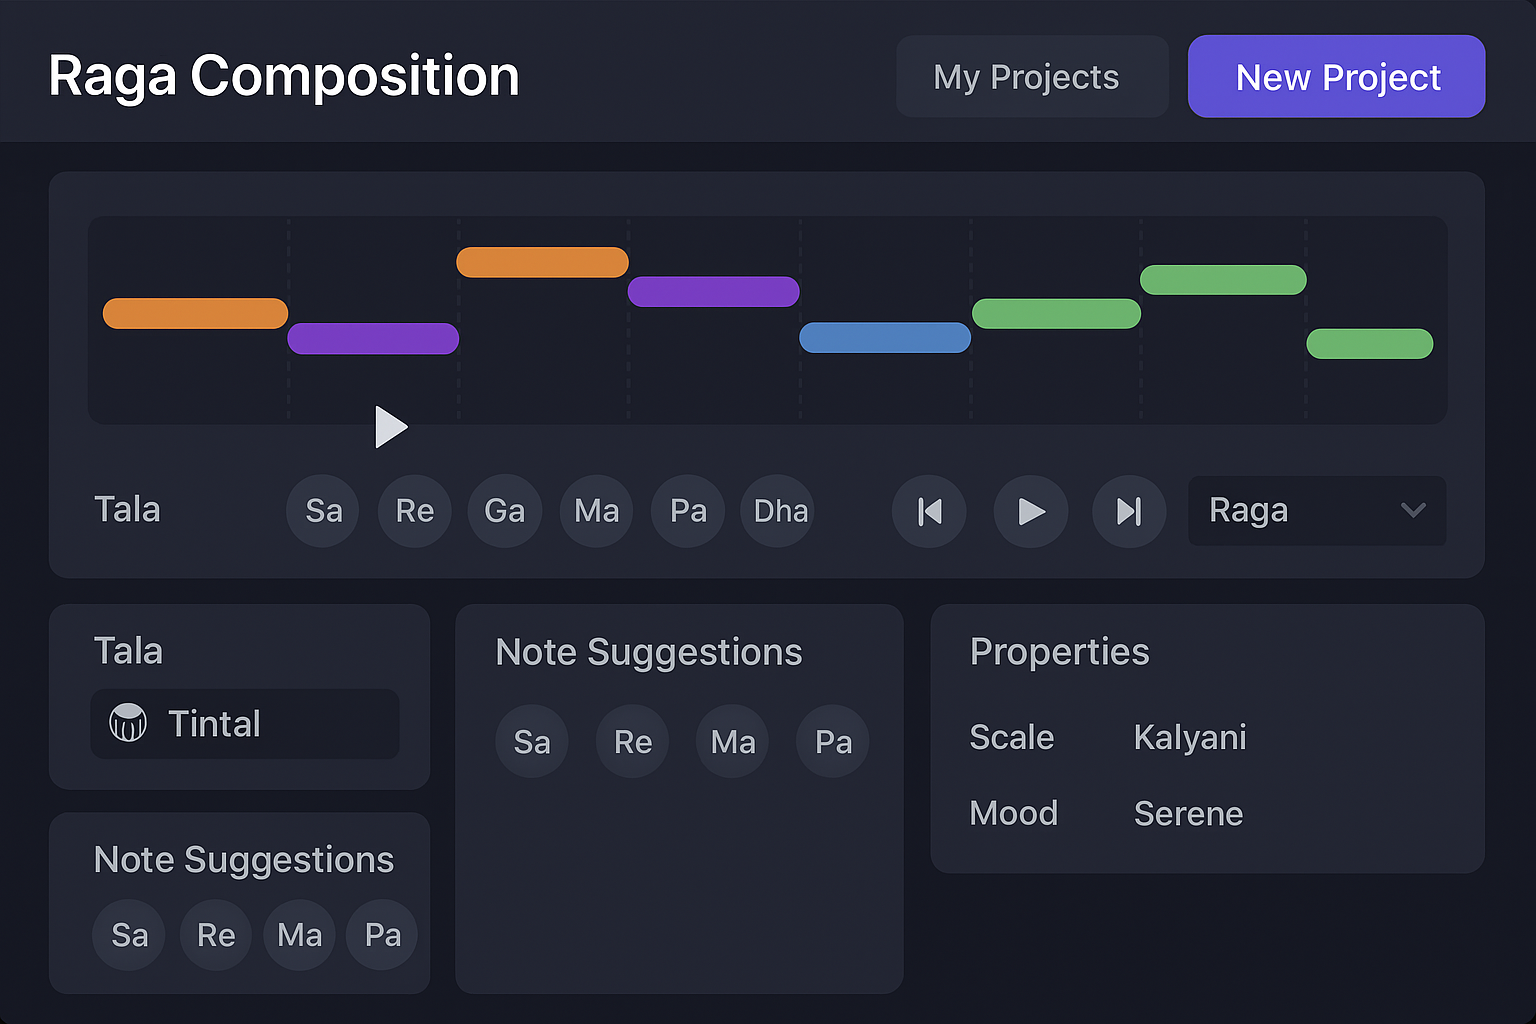 Raga Composition
My Projects
New Project
Tala
Sa Re Ga Ma Pa Dha
Raga
Tala
Tintal
Note Suggestions
Sa Re Ma Pa
Note Suggestions
Sa Re Ma Pa
Properties
Scale Kalyani
Mood Serene